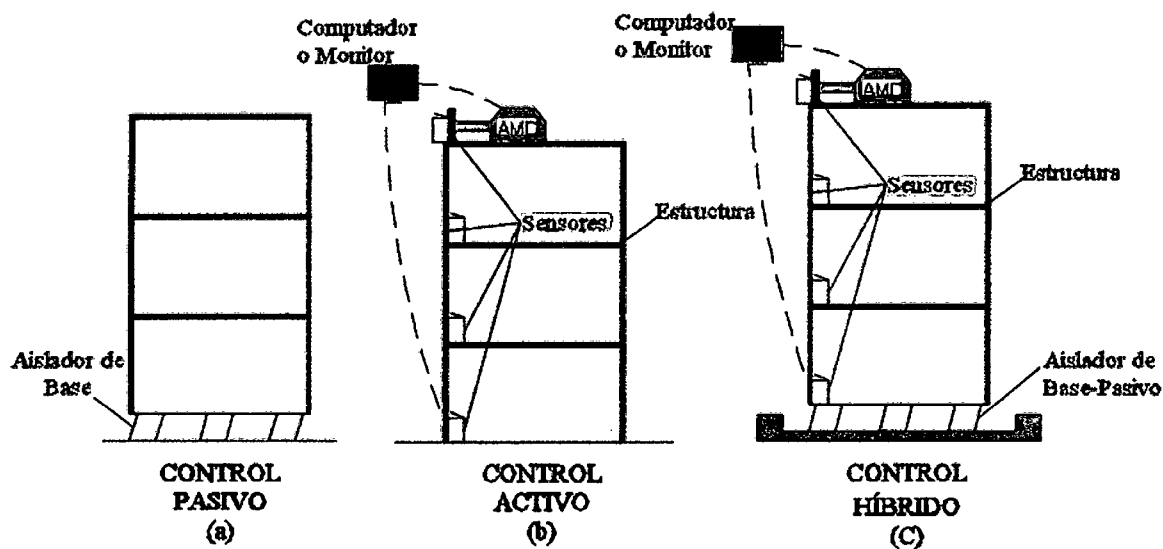 Computador
o Monitor
AMD
Sensores
Estructura
Aislador de
Base
CONTROL
PASIVO
(a)
CONTROL
ACTIVO
(b)
Computador
o Monitor
AMD
Sensores
Estructura
Aislador de
Base-Pasivo
CONTROL
HÍBRIDO
(C)